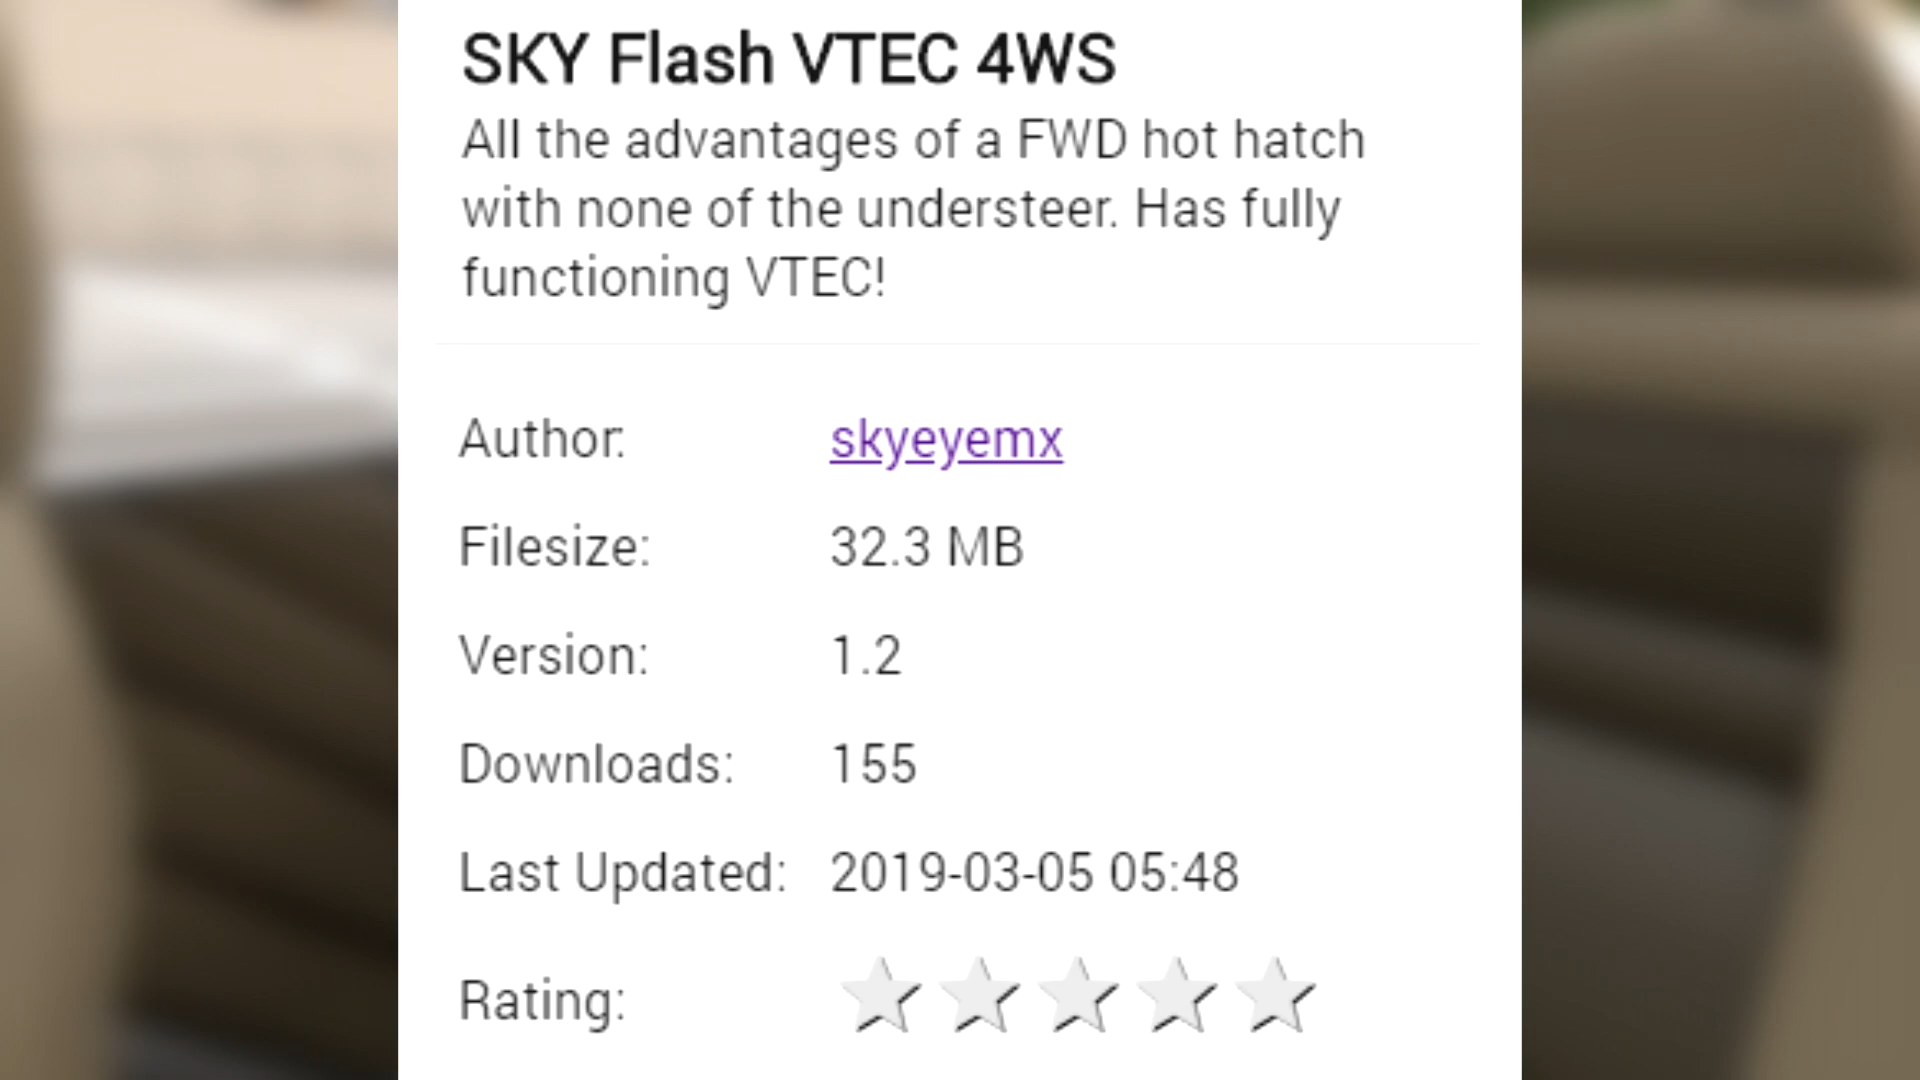 SKY Flash VTEC 4WS
All the advantages of a FWD hot hatch
with none of the understeer. Has fully
functioning VTEC!
Author: skyeyemx
Filesize: 32.3 MB
Version: 1.2
Downloads: 155
Last Updated: 2019-03-05 05:48
Rating: